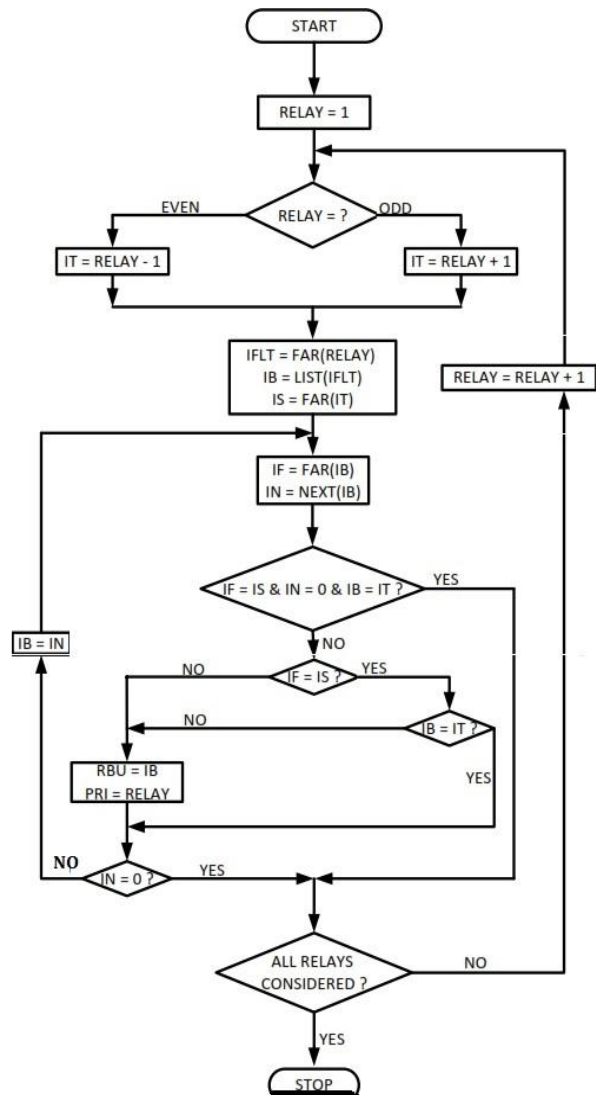 START
RELAY = 1
EVEN
RELAY = ?
ODD
IT = RELAY - 1
IT = RELAY + 1
IFLT = FAR(RELAY)
IB = LIST(IFLT)
IS = FAR(IT)
RELAY = RELAY + 1
IF = FAR(IB)
IN = NEXT(IB)
IF = IS & IN = 0 & IB = IT ?
YES
IB = IN
NO
NO
IF = IS ?
YES
NO
IB = IT ?
RBU = IB
PRI = RELAY
YES
NO
IN = 0 ?
YES
ALL RELAYS
CONSIDERED ?
NO
YES
STOP